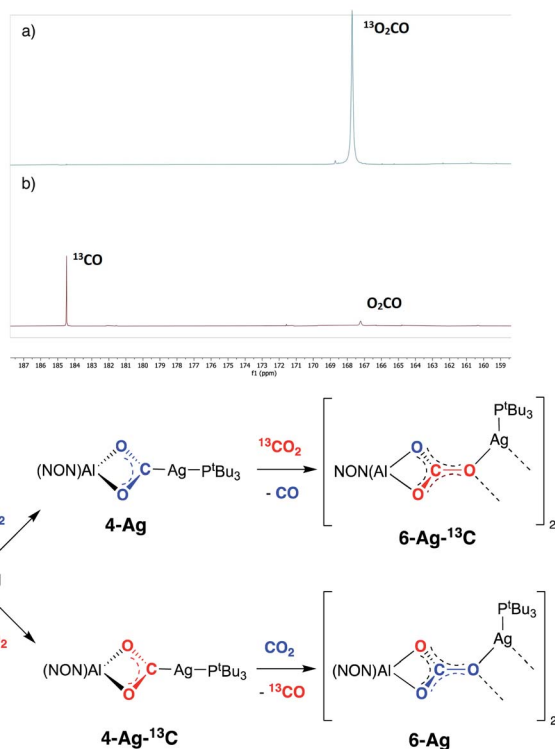 a)
¹³O₂CO
b)
¹³CO
O₂CO
187 186 185 184 183 182 181 180 179 178 177 176 175 174 173 172 171 170 169 168 167 166 165 164 163 162 161 160 159
f1 (ppm)
PᵗBu₃
Ag
O
O
(NON)Al
C
Ag
PᵗBu₃
¹³CO₂
- CO
NON(Al
C
O
O
O
2
4-Ag
6-Ag-¹³C
2
2
PᵗBu₃
Ag
O
O
(NON)Al
C
Ag
PᵗBu₃
CO₂
- ¹³CO
(NON)Al
C
O
O
O
2
4-Ag-¹³C
6-Ag